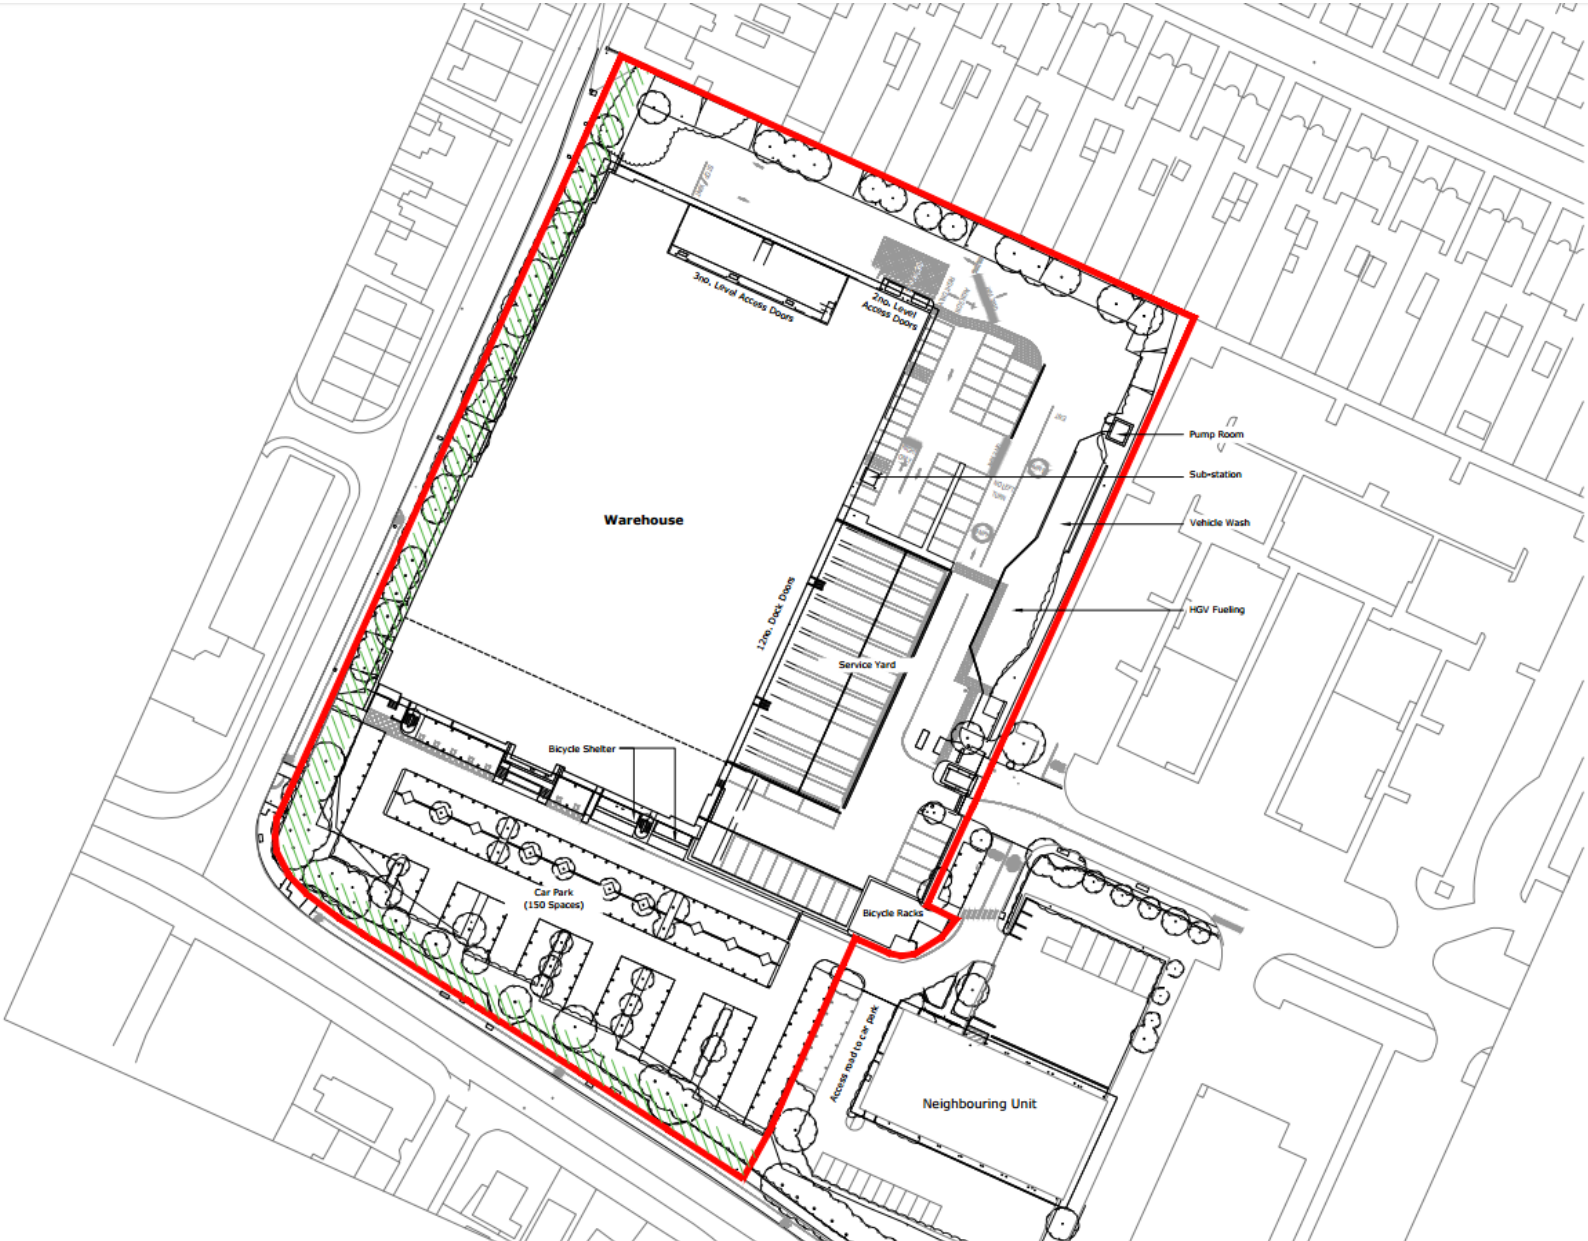 3no. Level Access Doors
2no. Level
Access Doors
Pump Room
Sub-station
Warehouse
Vehicle Wash
12no. Dock Doors
HGV Fueling
Service Yard
Bicycle Shelter
Car Park
(150 Spaces)
Bicycle Racks
Access road to car park
Neighbouring Unit